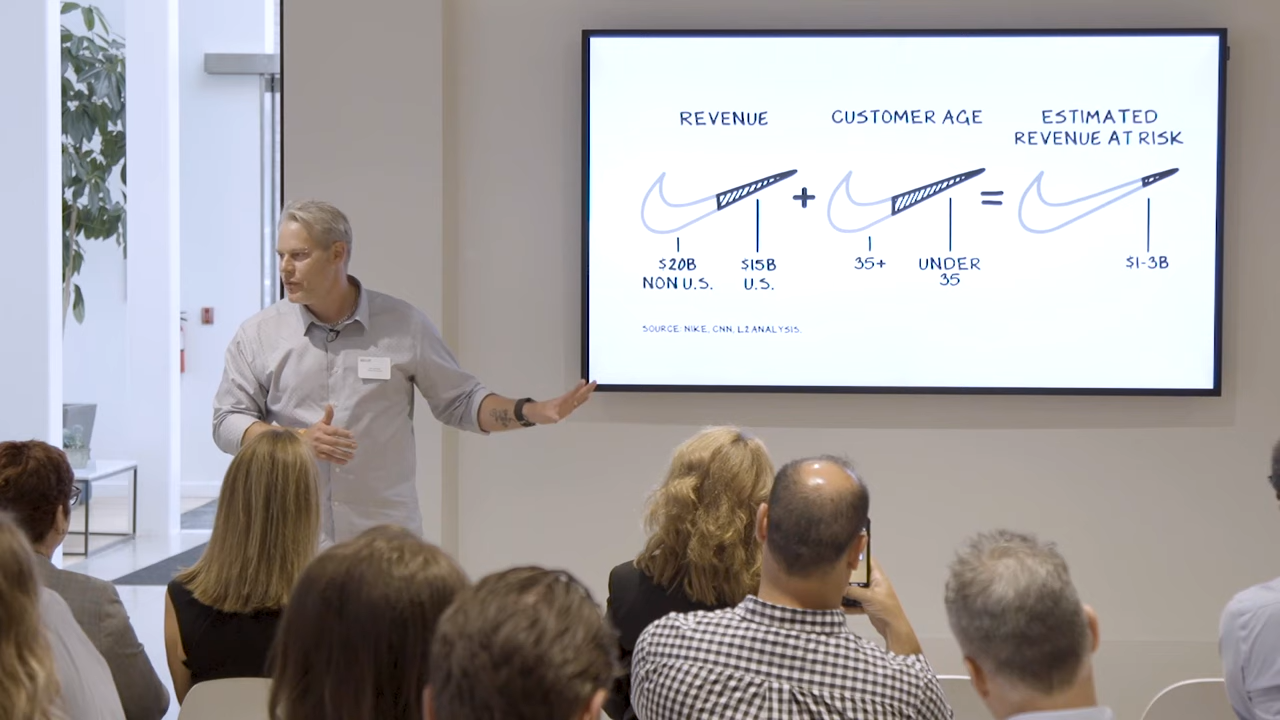 REVENUE
CUSTOMER AGE
ESTIMATED
REVENUE AT RISK
+
=
$20B
NON U.S.
$15B
U.S.
35+
UNDER
35
$1-3B
SOURCE: NIKE, CNN, L2 ANALYSIS.